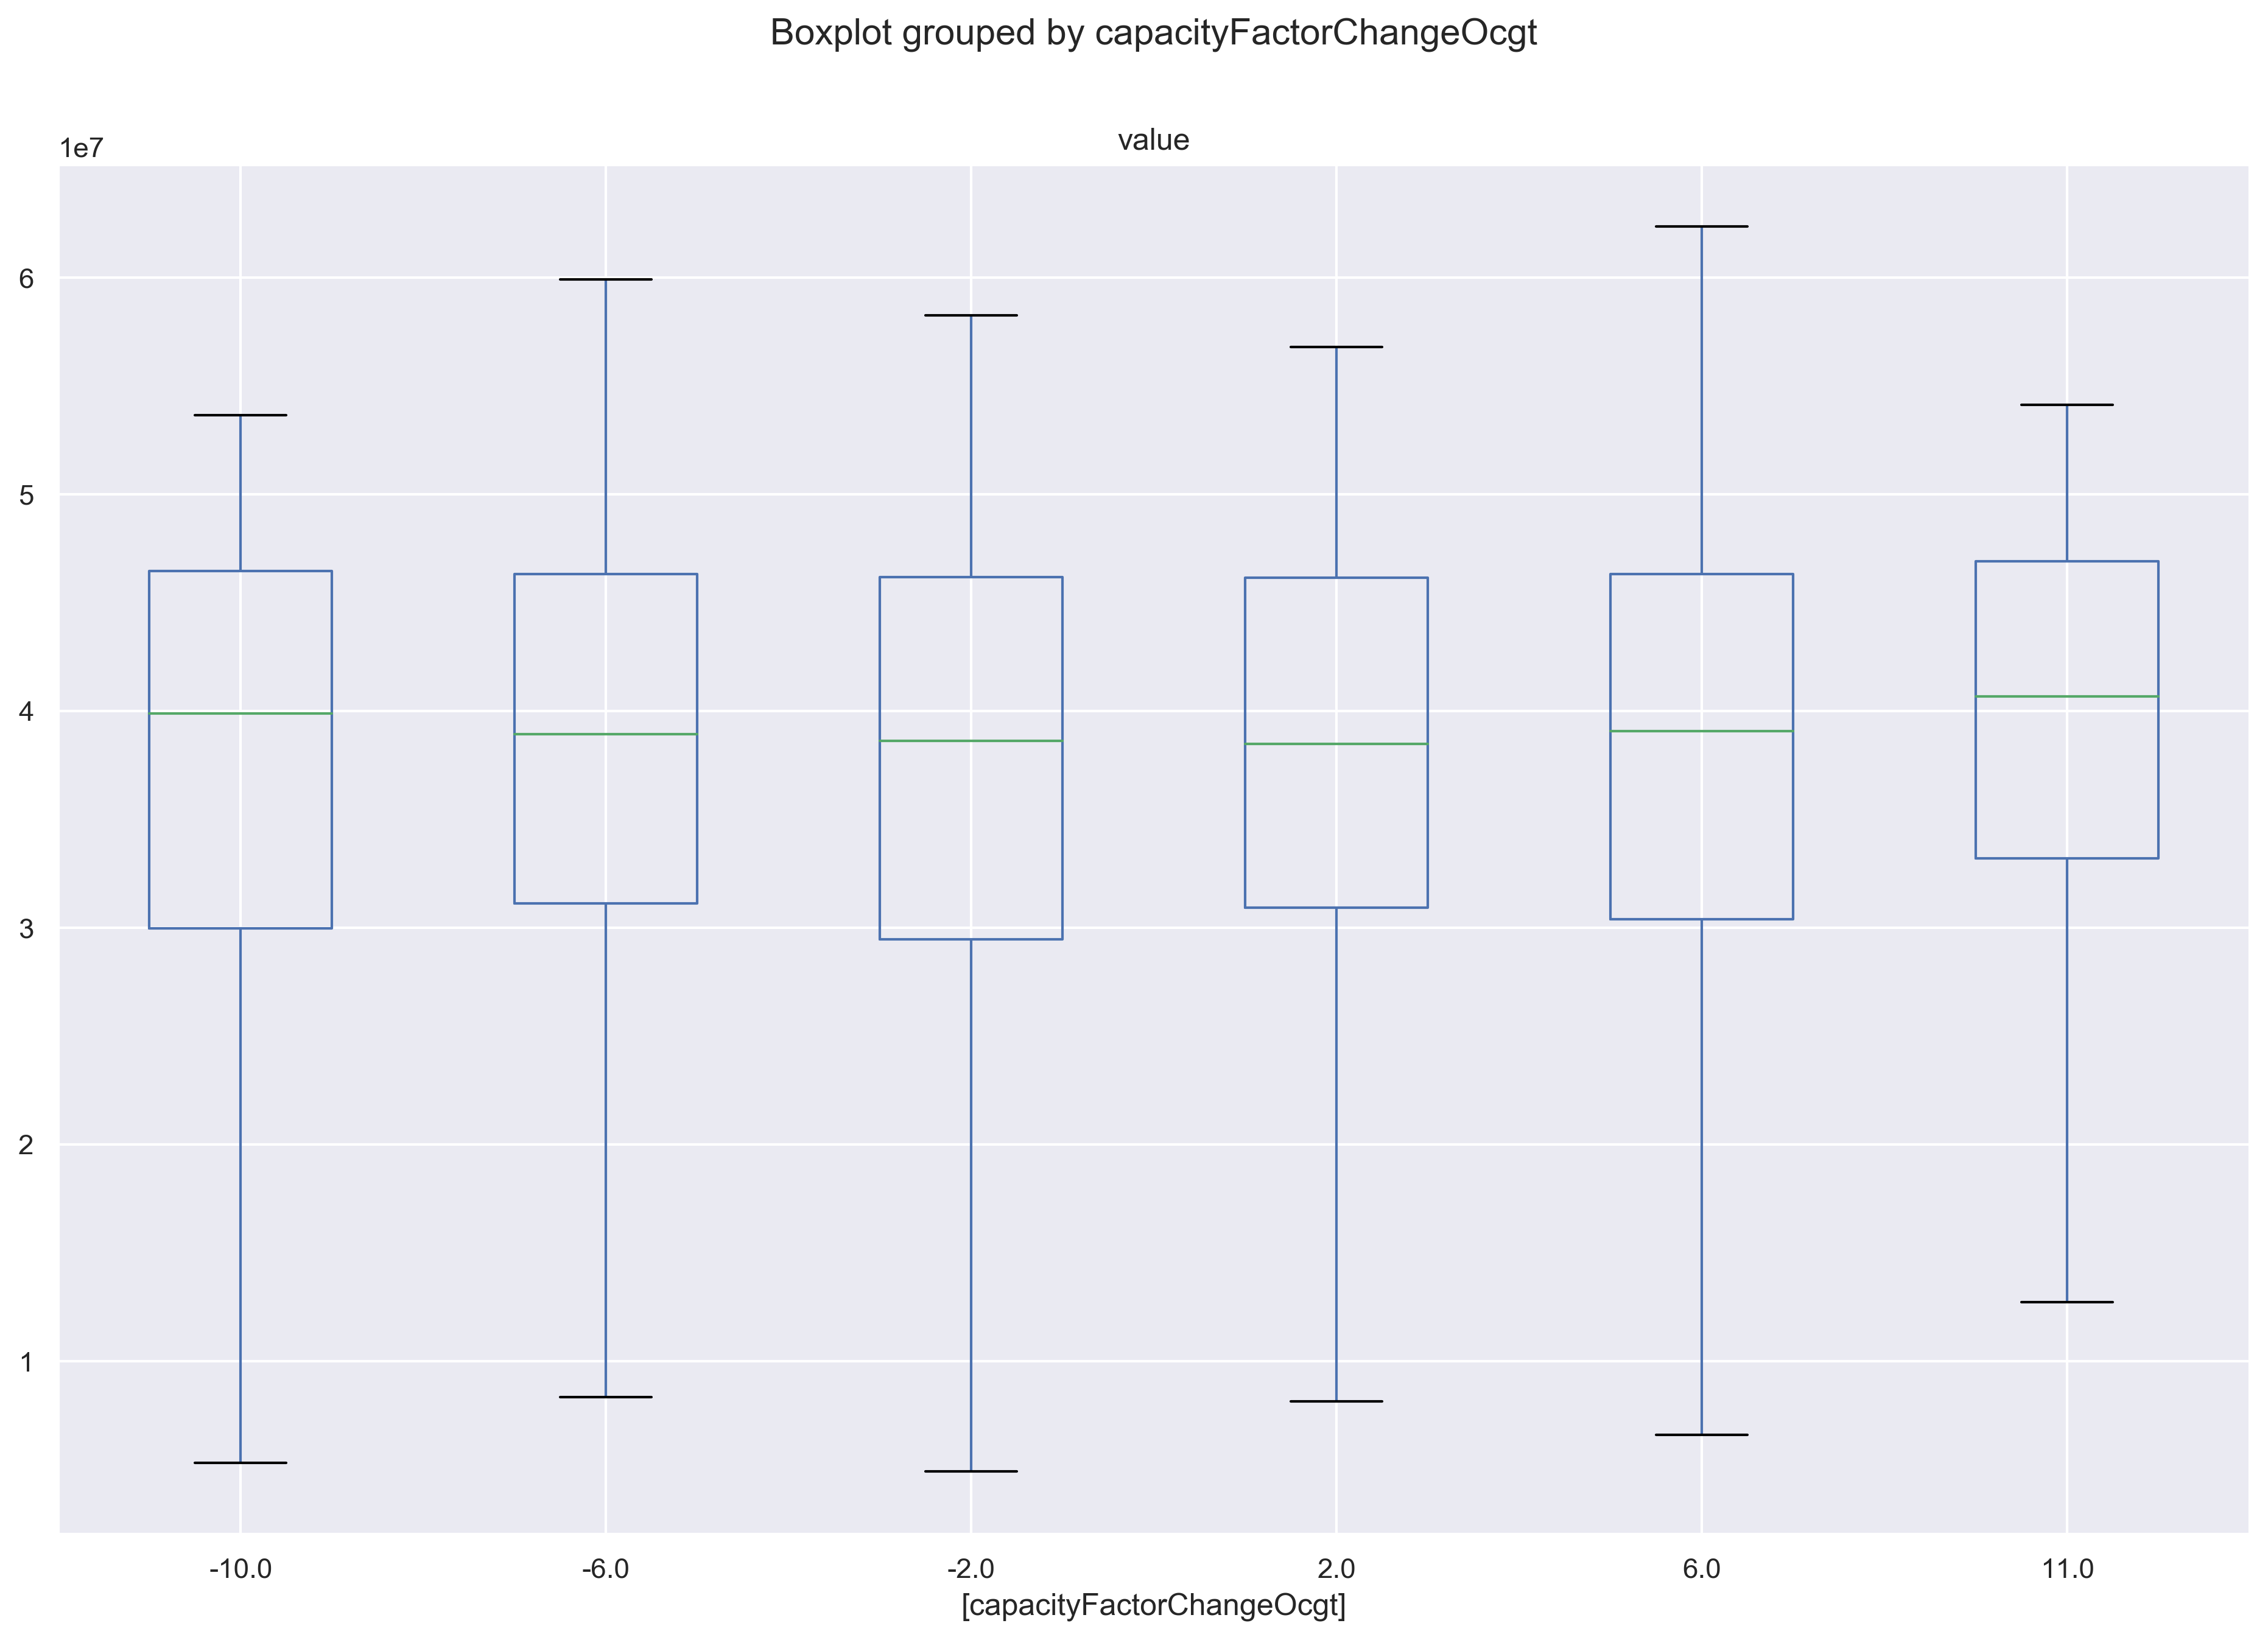 Boxplot grouped by capacityFactorChangeOcgt
value
1e7
6
5
4
3
2
1
-10.0 -6.0 -2.0 2.0 6.0 11.0
[capacityFactorChangeOcgt]